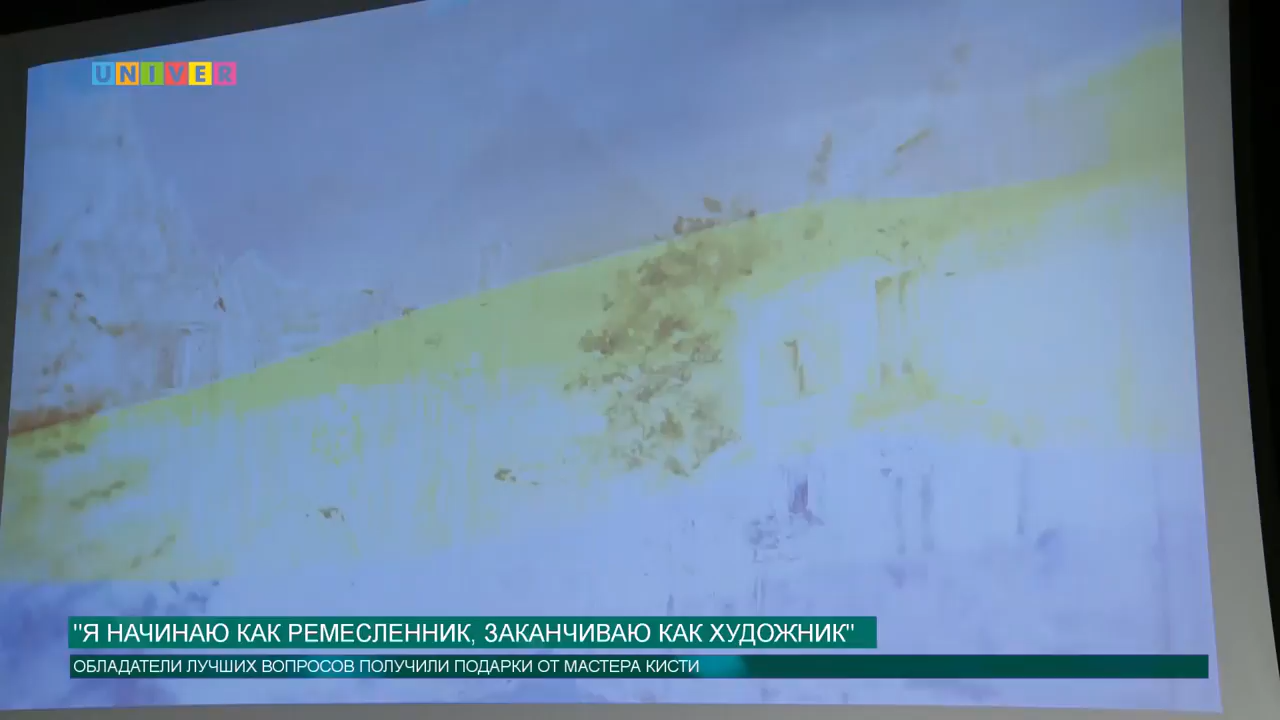 UNIVER
"Я НАЧИНАЮ КАК РЕМЕСЛЕННИК, ЗАКАНЧИВАЮ КАК ХУДОЖНИК"
ОБЛАДАТЕЛИ ЛУЧШИХ ВОПРОСОВ ПОЛУЧИЛИ ПОДАРКИ ОТ МАСТЕРА КИСТИ